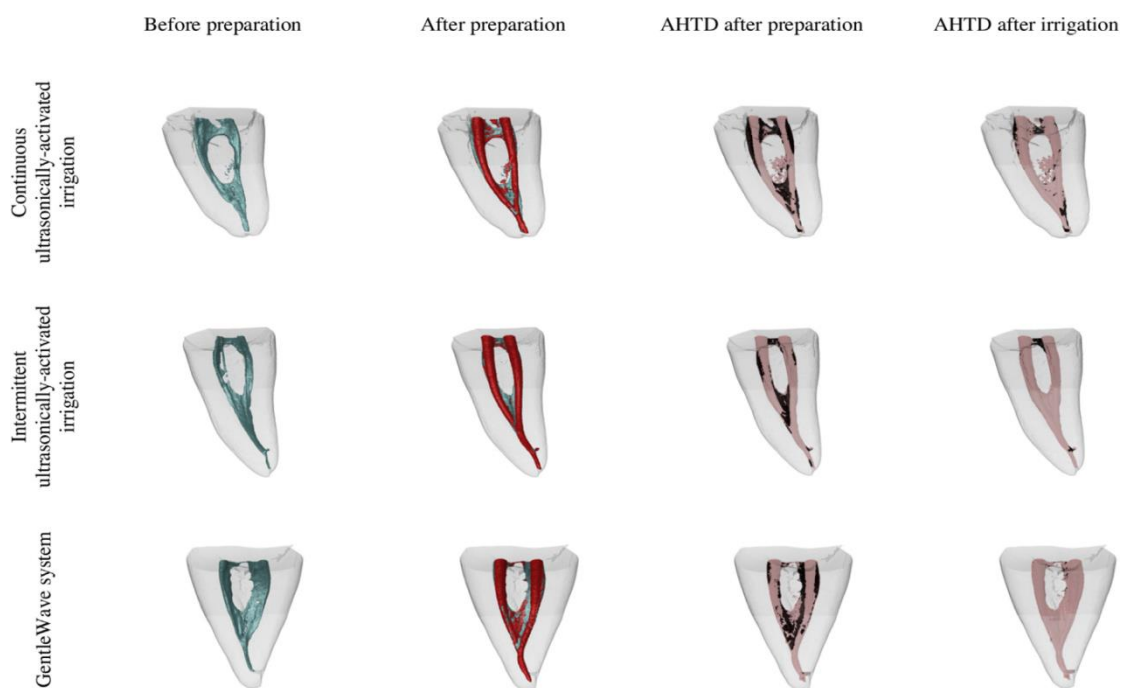 Before preparation
After preparation
AHTD after preparation
AHTD after irrigation
Continuous
ultrasonically-activated
irrigation
Intermittent
ultrasonically-activated
irrigation
GentleWave system